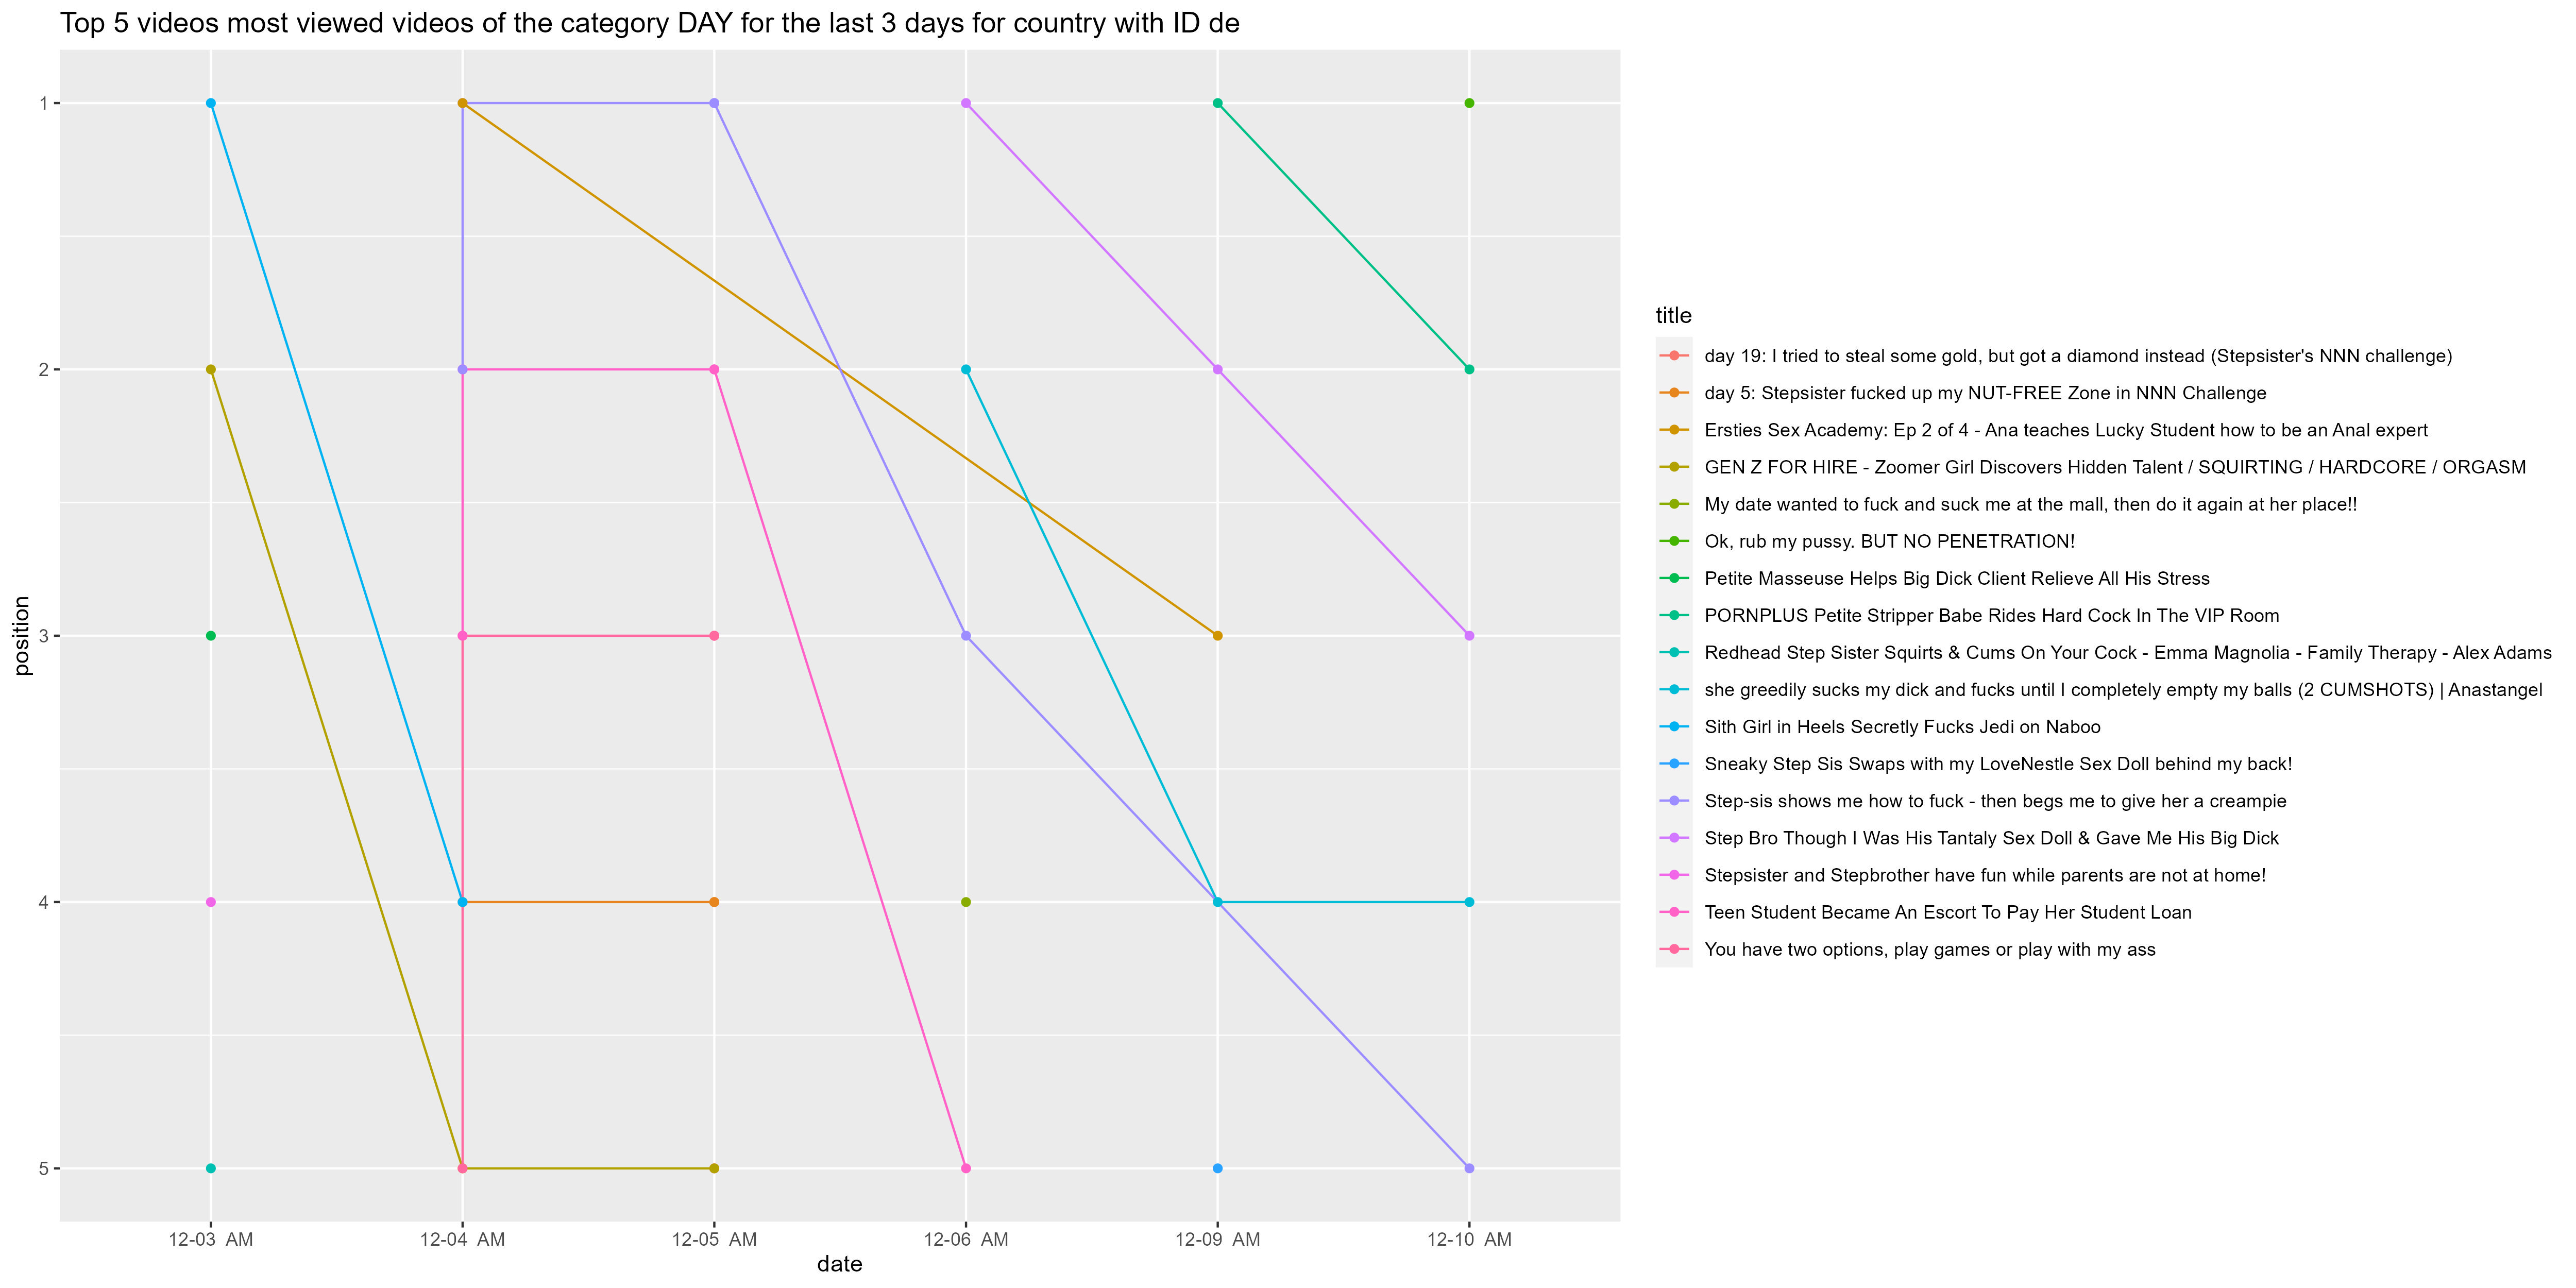 Top 5 videos most viewed videos of the category DAY for the last 3 days for country with ID de
position
1
2
3
4
5
12-03 AM
12-04 AM
12-05 AM
12-06 AM
12-09 AM
12-10 AM
date
title
day 19: I tried to steal some gold, but got a diamond instead (Stepsister's NNN challenge)
day 5: Stepsister fucked up my NUT-FREE Zone in NNN Challenge
Ersties Sex Academy: Ep 2 of 4 - Ana teaches Lucky Student how to be an Anal expert
GEN Z FOR HIRE - Zoomer Girl Discovers Hidden Talent / SQUIRTING / HARDCORE / ORGASM
My date wanted to fuck and suck me at the mall, then do it again at her place!!
Ok, rub my pussy. BUT NO PENETRATION!
Petite Masseuse Helps Big Dick Client Relieve All His Stress
PORNPLUS Petite Stripper Babe Rides Hard Cock In The VIP Room
Redhead Step Sister Squirts & Cums On Your Cock - Emma Magnolia - Family Therapy - Alex Adams
she greedily sucks my dick and fucks until I completely empty my balls (2 CUMSHOTS) | Anastangel
Sith Girl in Heels Secretly Fucks Jedi on Naboo
Sneaky Step Sis Swaps with my LoveNestle Sex Doll behind my back!
Step-sis shows me how to fuck - then begs me to give her a creampie
Step Bro Though I Was His Tantaly Sex Doll & Gave Me His Big Dick
Stepsister and Stepbrother have fun while parents are not at home!
Teen Student Became An Escort To Pay Her Student Loan
You have two options, play games or play with my ass